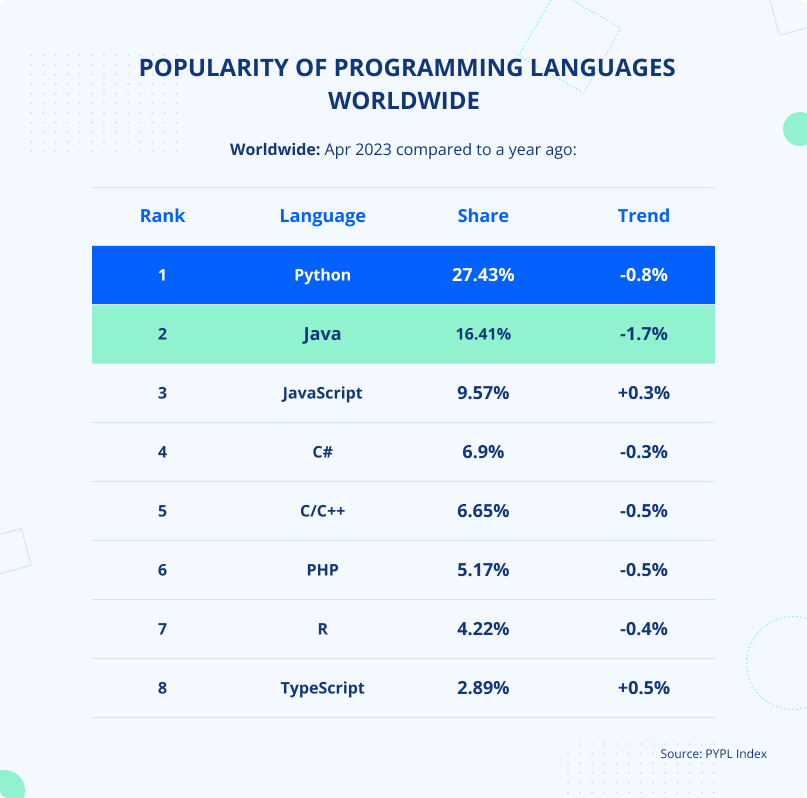 POPULARITY OF PROGRAMMING LANGUAGES
WORLDWIDE
Worldwide: Apr 2023 compared to a year ago:
Rank Language Share Trend
1 Python 27.43% -0.8%
2 Java 16.41% -1.7%
3 JavaScript 9.57% +0.3%
4 C# 6.9% -0.3%
5 C/C++ 6.65% -0.5%
6 PHP 5.17% -0.5%
7 R 4.22% -0.4%
8 TypeScript 2.89% +0.5%
Source: PYPL Index